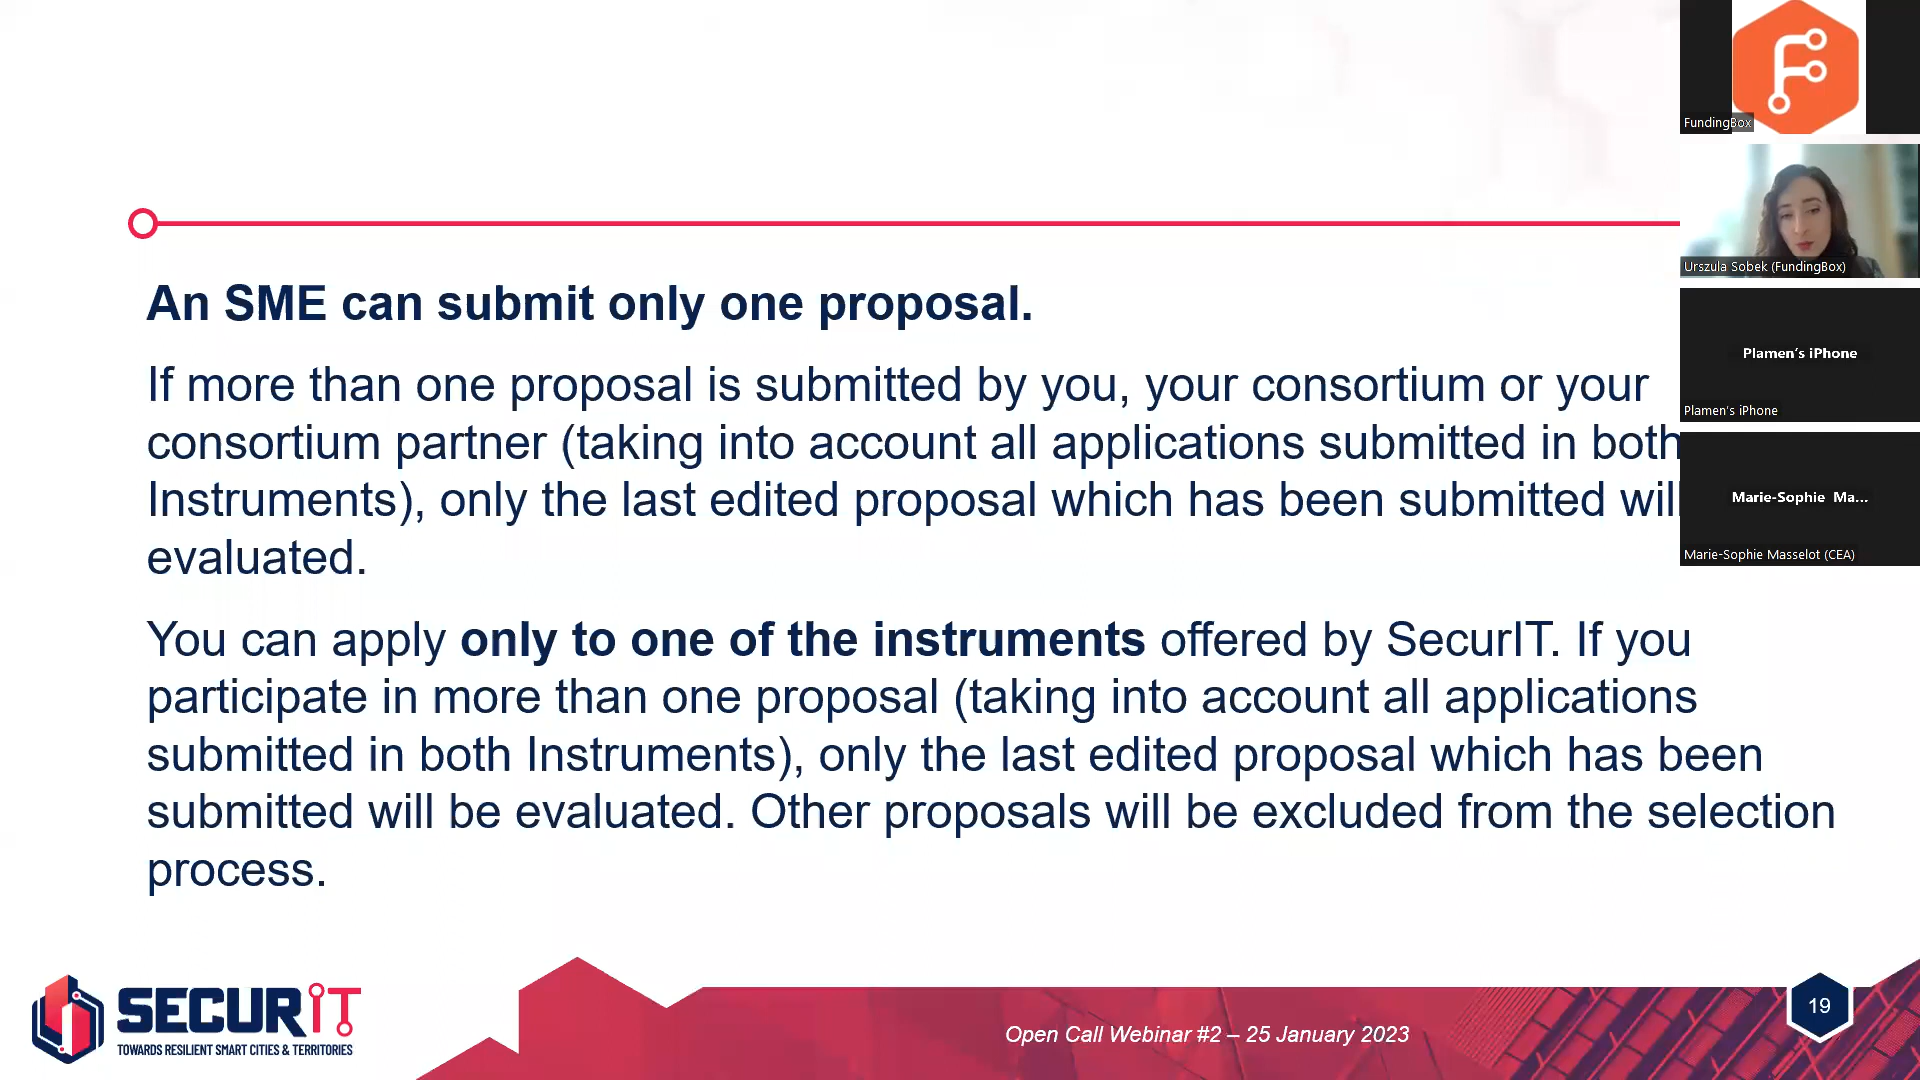 An SME can submit only one proposal.
If more than one proposal is submitted by you, your consortium or your
consortium partner (taking into account all applications submitted in both
Instruments), only the last edited proposal which has been submitted will
evaluated.
You can apply only to one of the instruments offered by SecurIT. If you
participate in more than one proposal (taking into account all applications
submitted in both Instruments), only the last edited proposal which has been
submitted will be evaluated. Other proposals will be excluded from the selection
process.
SECURIT
TOWARDS RESILIENT SMART CITIES & TERRITORIES
Open Call Webinar #2 – 25 January 2023
19
FundingBox
Urszula Sobek (FundingBox)
Plamen's iPhone
Plamen's iPhone
Marie-Sophie Ma...
Marie-Sophie Masselot (CEA)